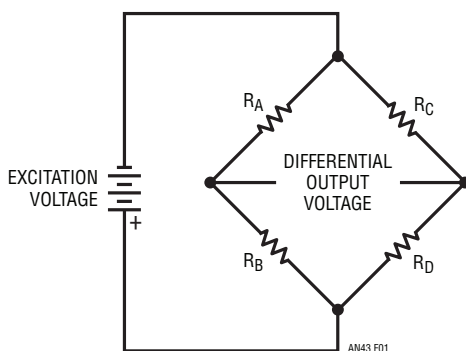 R_A
R_C
EXCITATION
VOLTAGE
+
DIFFERENTIAL
OUTPUT
VOLTAGE
R_B
R_D
AN43 F01